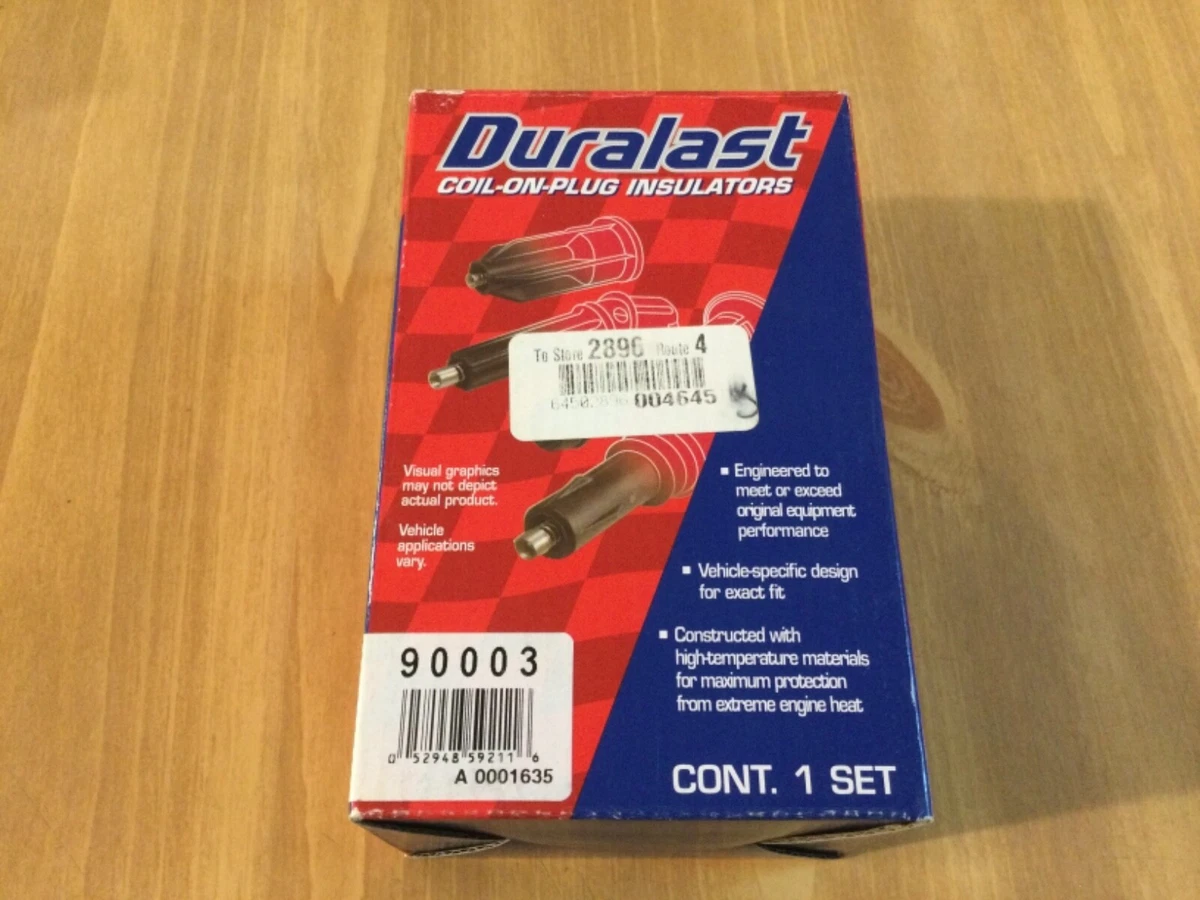 Duralast
COIL-ON-PLUG INSULATORS
To Store 2896 Route 4
004645
Visual graphics
may not depict
actual product.
Vehicle
applications
vary.
▪ Engineered to
meet or exceed
original equipment
performance
▪ Vehicle-specific design
for exact fit
▪ Constructed with
high-temperature materials
for maximum protection
from extreme engine heat
90003
0 52948 59211 6
A 0001635
CONT. 1 SET